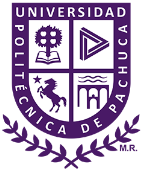 UNIVERSIDAD
POLITÉCNICA DE PACHUCA
M.R.